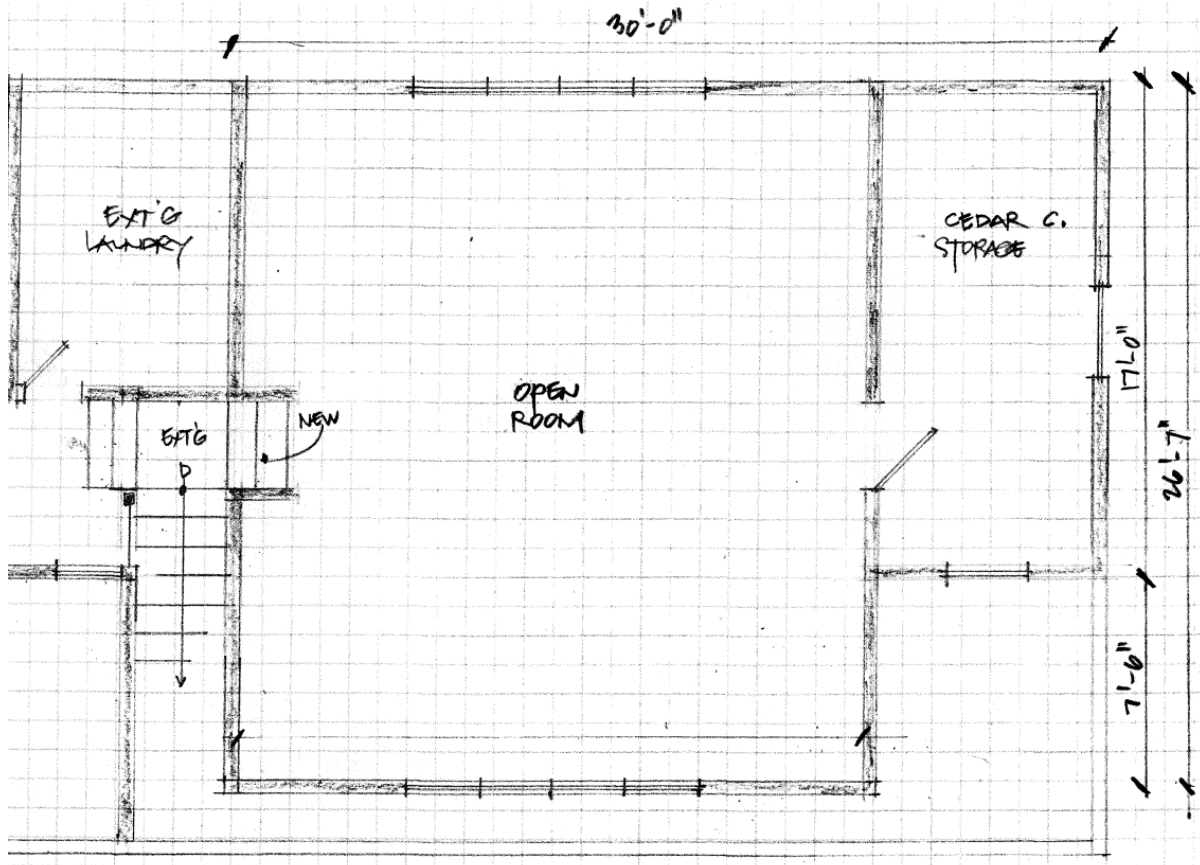 30'-0"
EXT'G
LAUNDRY
CEDAR C.
STORAGE
17'-0"
26'-7"
OPEN
ROOM
NEW
EXT'G
D
7'-6"